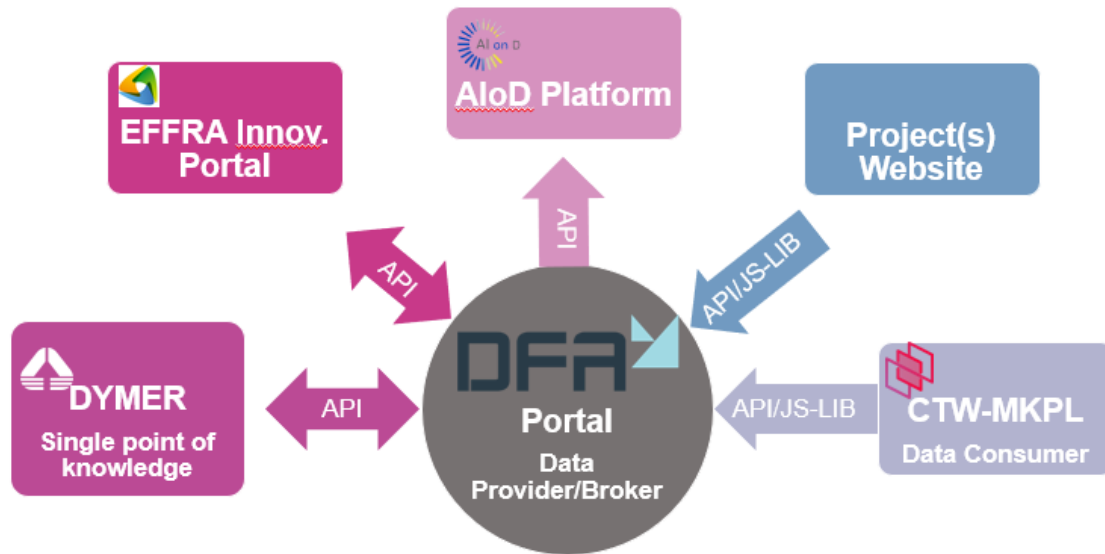 AI on D
AIoD Platform
EFFRA Innov.
Portal
Project(s)
Website
API
API
API/JS-LIB
DFA
Portal
Data
Provider/Broker
DYMER
Single point of
knowledge
API
API/JS-LIB
CTW-MKPL
Data Consumer